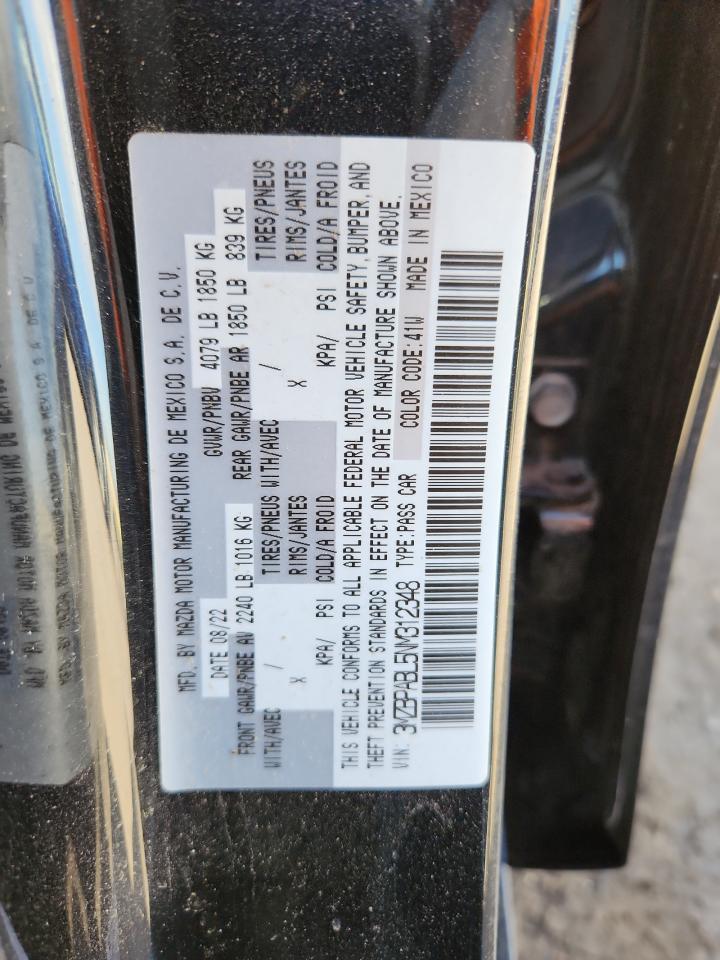 MFD. BY MAZDA MOTOR MANUFACTURING DE MEXICO S.A. DE C.V.
DATE 08/22 GVWR/PNBV 4079 LB 1850 KG
FRONT GAWR/PNBE AV 2240 LB 1016 KG REAR GAWR/PNBE AR 1850 LB 839 KG
WITH/AVEC / TIRES/PNEUS WITH/AVEC / TIRES/PNEUS
X RIMS/JANTES X RIMS/JANTES
KPA/ PSI COLD/A FROID KPA/ PSI COLD/A FROID
THIS VEHICLE CONFORMS TO ALL APPLICABLE FEDERAL MOTOR VEHICLE SAFETY, BUMPER, AND
THEFT PREVENTION STANDARDS IN EFFECT ON THE DATE OF MANUFACTURE SHOWN ABOVE.
VIN: 3MZBPABL5NM312348 TYPE:PASS CAR COLOR CODE:41W MADE IN MEXICO